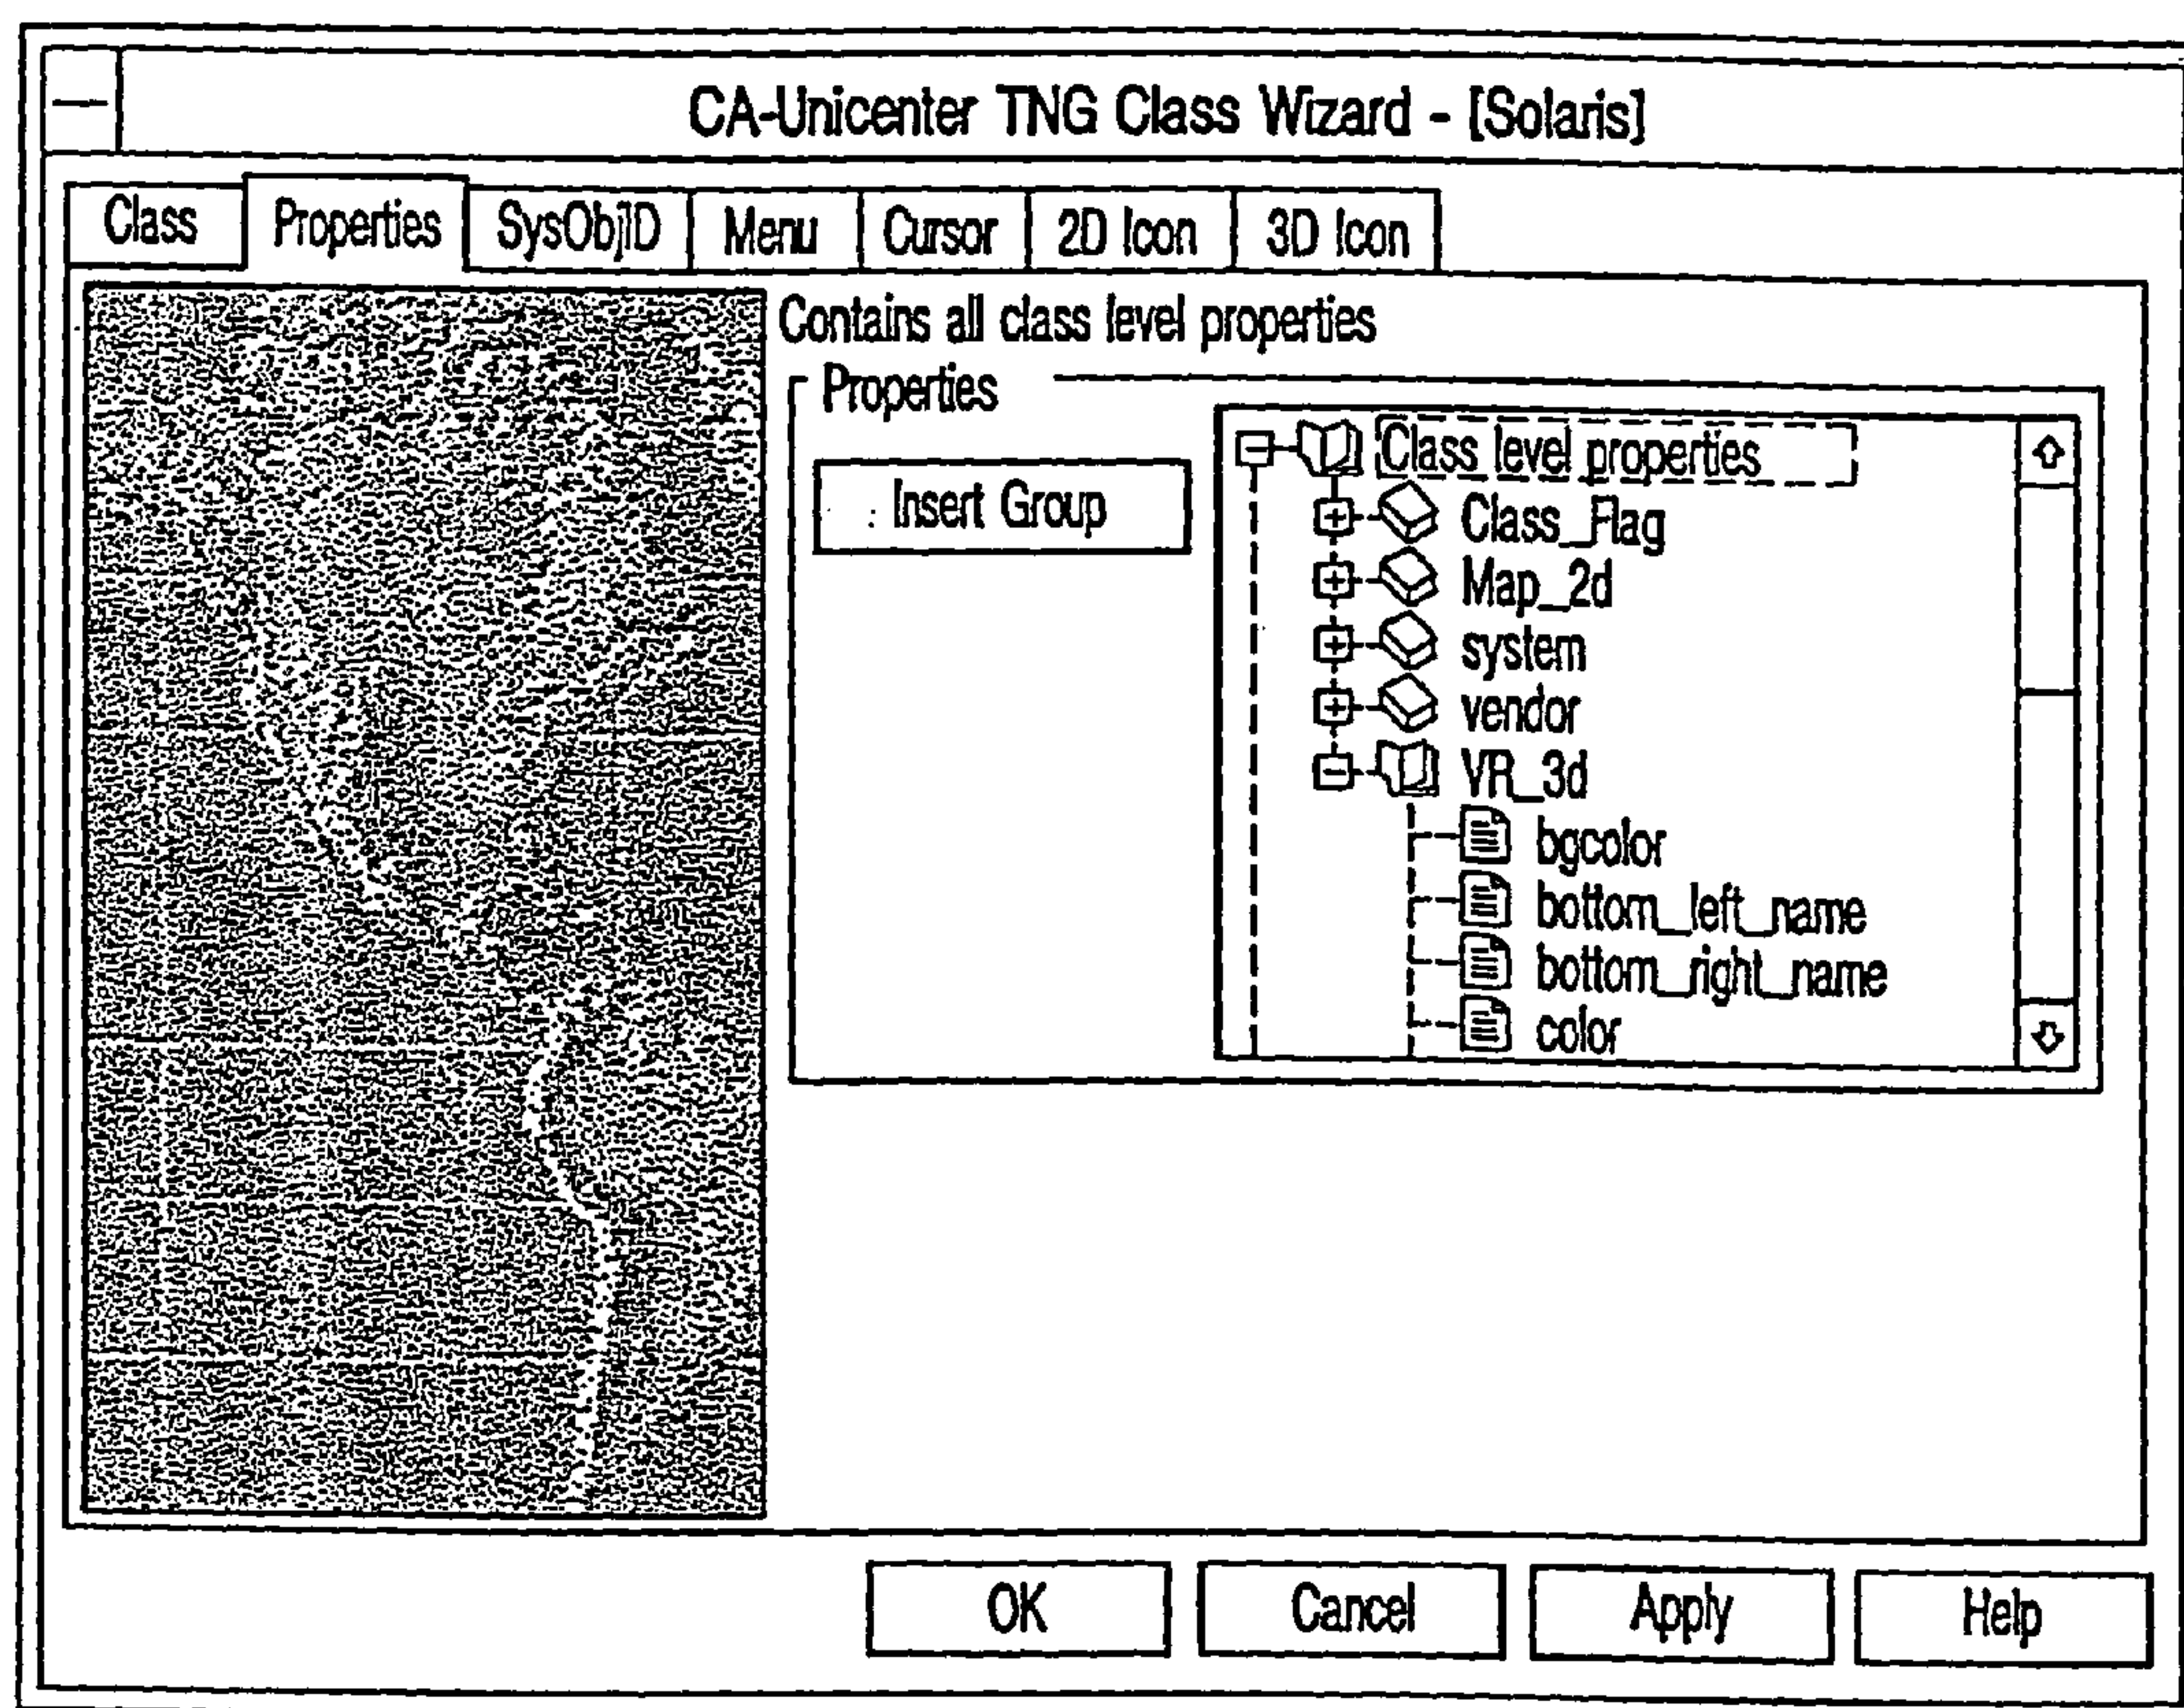 CA-Unicenter TNG Class Wizard - [Solaris]
Class Properties SysObjID Menu Cursor 2D Icon 3D Icon
Contains all class level properties
Properties
Insert Group
Class level properties
Class_Flag
Map_2d
system
vendor
VR_3d
bgcolor
bottom_left_name
bottom_right_name
color
OK Cancel Apply Help